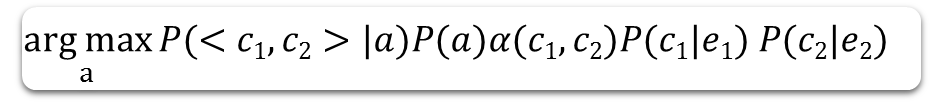 arg max P(< c₁, c₂ > |a)P(a)α(c₁, c₂)P(c₁|e₁) P(c₂|e₂)
a